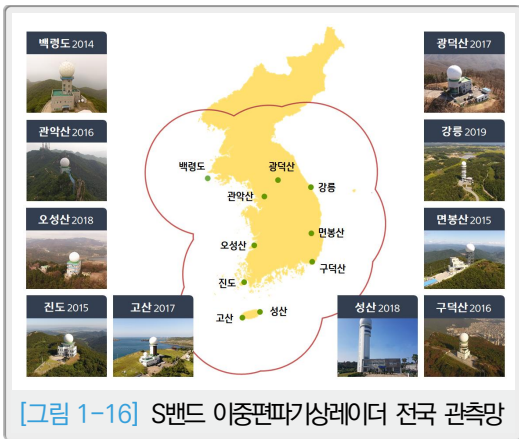 백령도 2014
광덕산 2017
관악산 2016
강릉 2019
오성산 2018
면봉산 2015
진도 2015
고산 2017
성산 2018
구덕산 2016
백령도
광덕산
강릉
관악산
면봉산
오성산
구덕산
진도
고산
성산
[그림 1-16] S밴드 이중편파기상레이더 전국 관측망